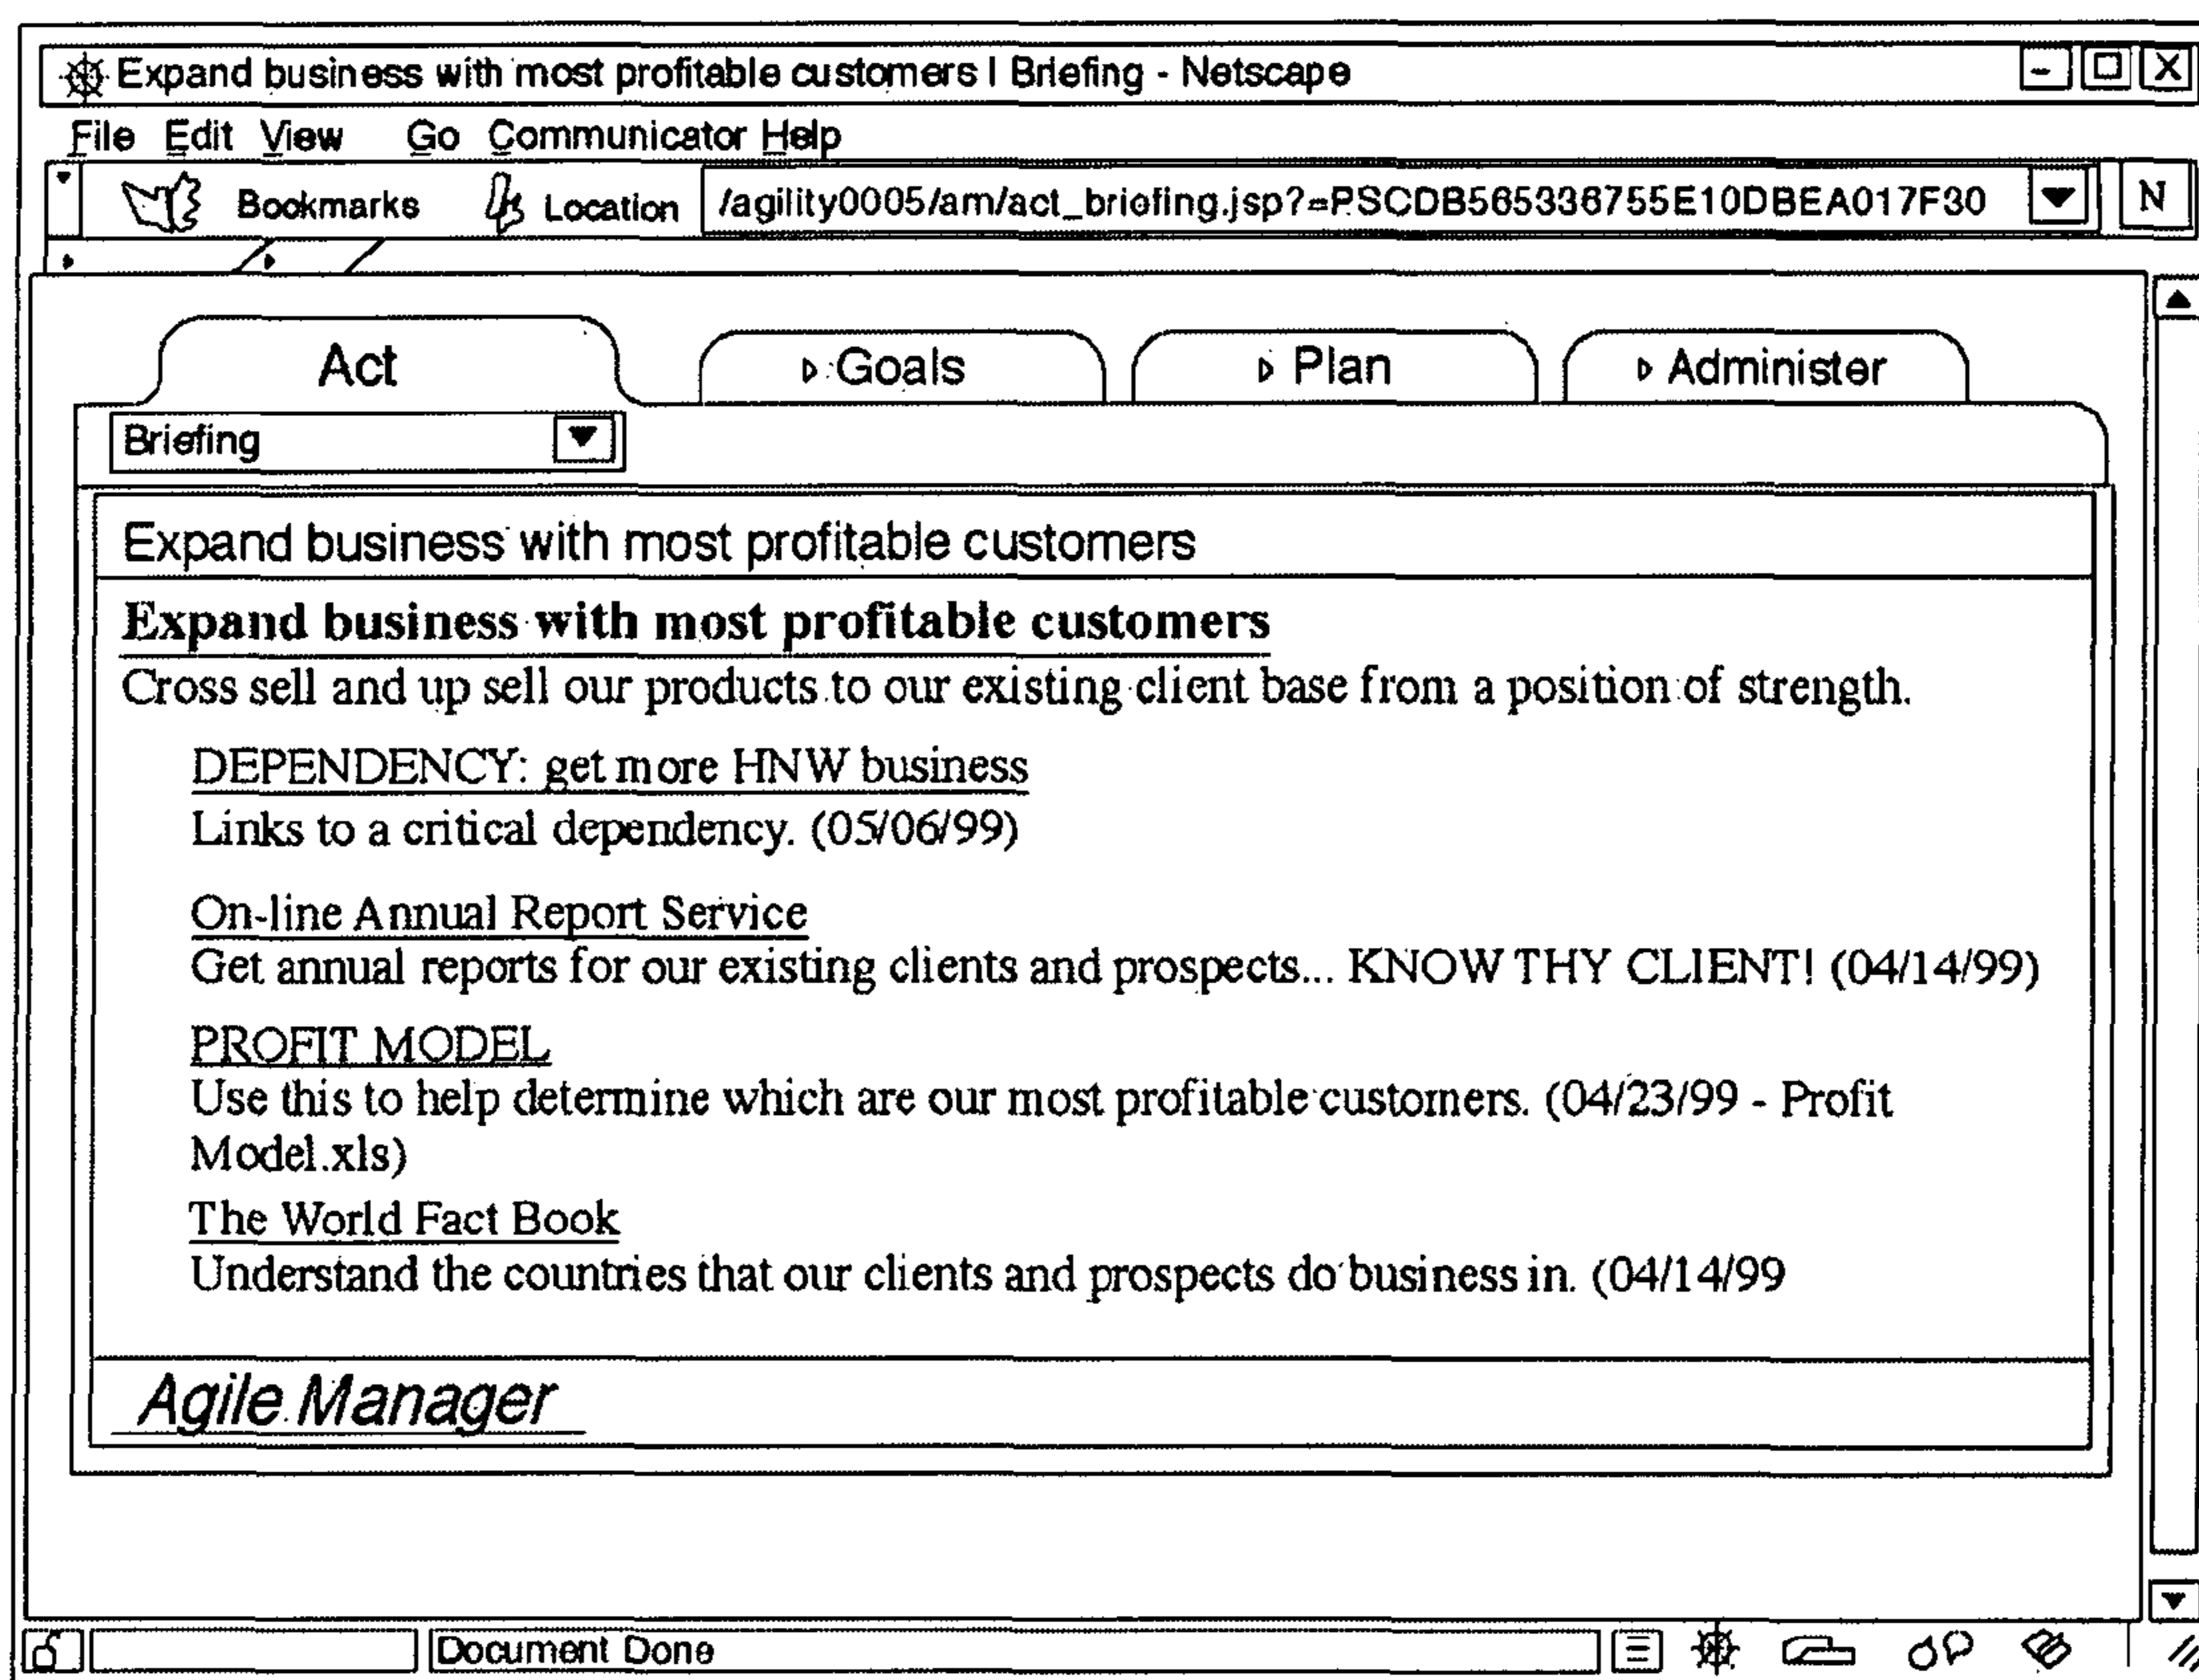 Expand business with most profitable customers | Briefing - Netscape
File Edit View Go Communicator Help
Bookmarks Location /agility0005/am/act_briefing.jsp?=PSCDB565336755E10DBEA017F30 N
Act Goals Plan Administer
Briefing
Expand business with most profitable customers
Expand business with most profitable customers
Cross sell and up sell our products to our existing client base from a position of strength.
DEPENDENCY: get more HNW business
Links to a critical dependency. (05/06/99)
On-line Annual Report Service
Get annual reports for our existing clients and prospects... KNOW THY CLIENT! (04/14/99)
PROFIT MODEL
Use this to help determine which are our most profitable customers. (04/23/99 - Profit
Model.xls)
The World Fact Book
Understand the countries that our clients and prospects do business in. (04/14/99
Agile Manager
Document Done